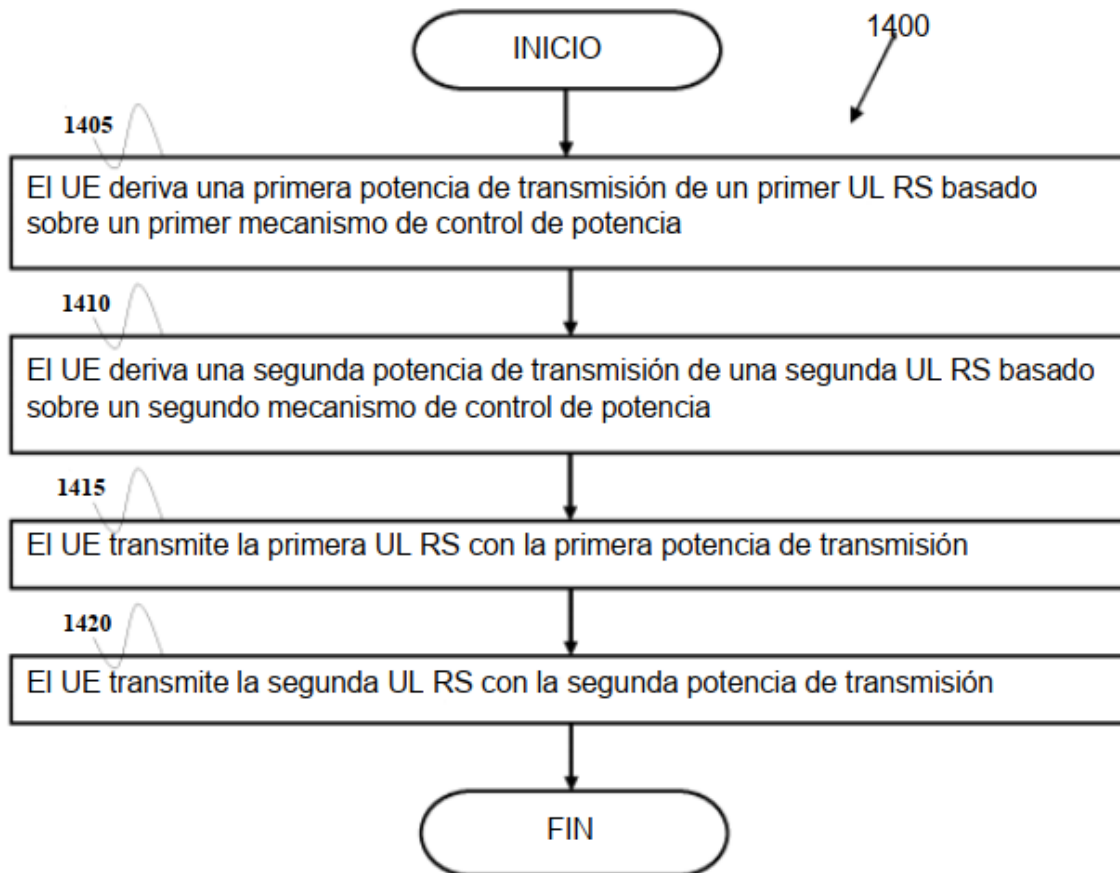 INICIO
1400
1405
El UE deriva una primera potencia de transmisión de un primer UL RS basado
sobre un primer mecanismo de control de potencia
1410
El UE deriva una segunda potencia de transmisión de una segunda UL RS basado
sobre un segundo mecanismo de control de potencia
1415
El UE transmite la primera UL RS con la primera potencia de transmisión
1420
El UE transmite la segunda UL RS con la segunda potencia de transmisión
FIN